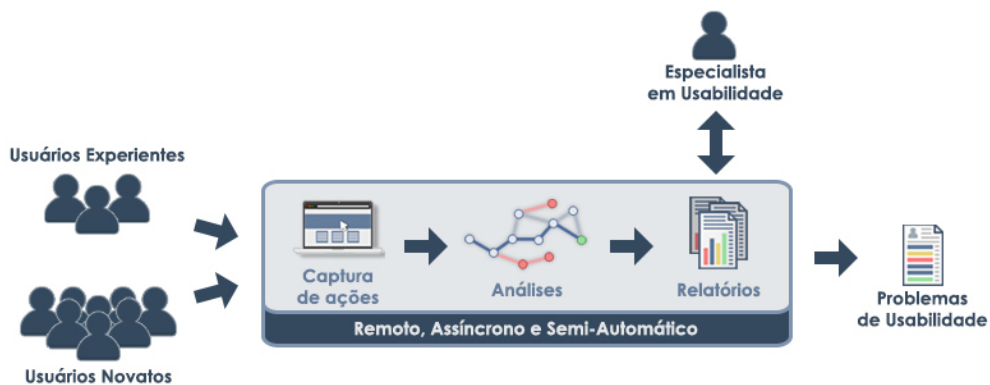 Especialista
em Usabilidade
Usuários Experientes
Captura
de ações
Análises
Relatórios
Remoto, Assíncrono e Semi-Automático
Problemas
de Usabilidade
Usuários Novatos